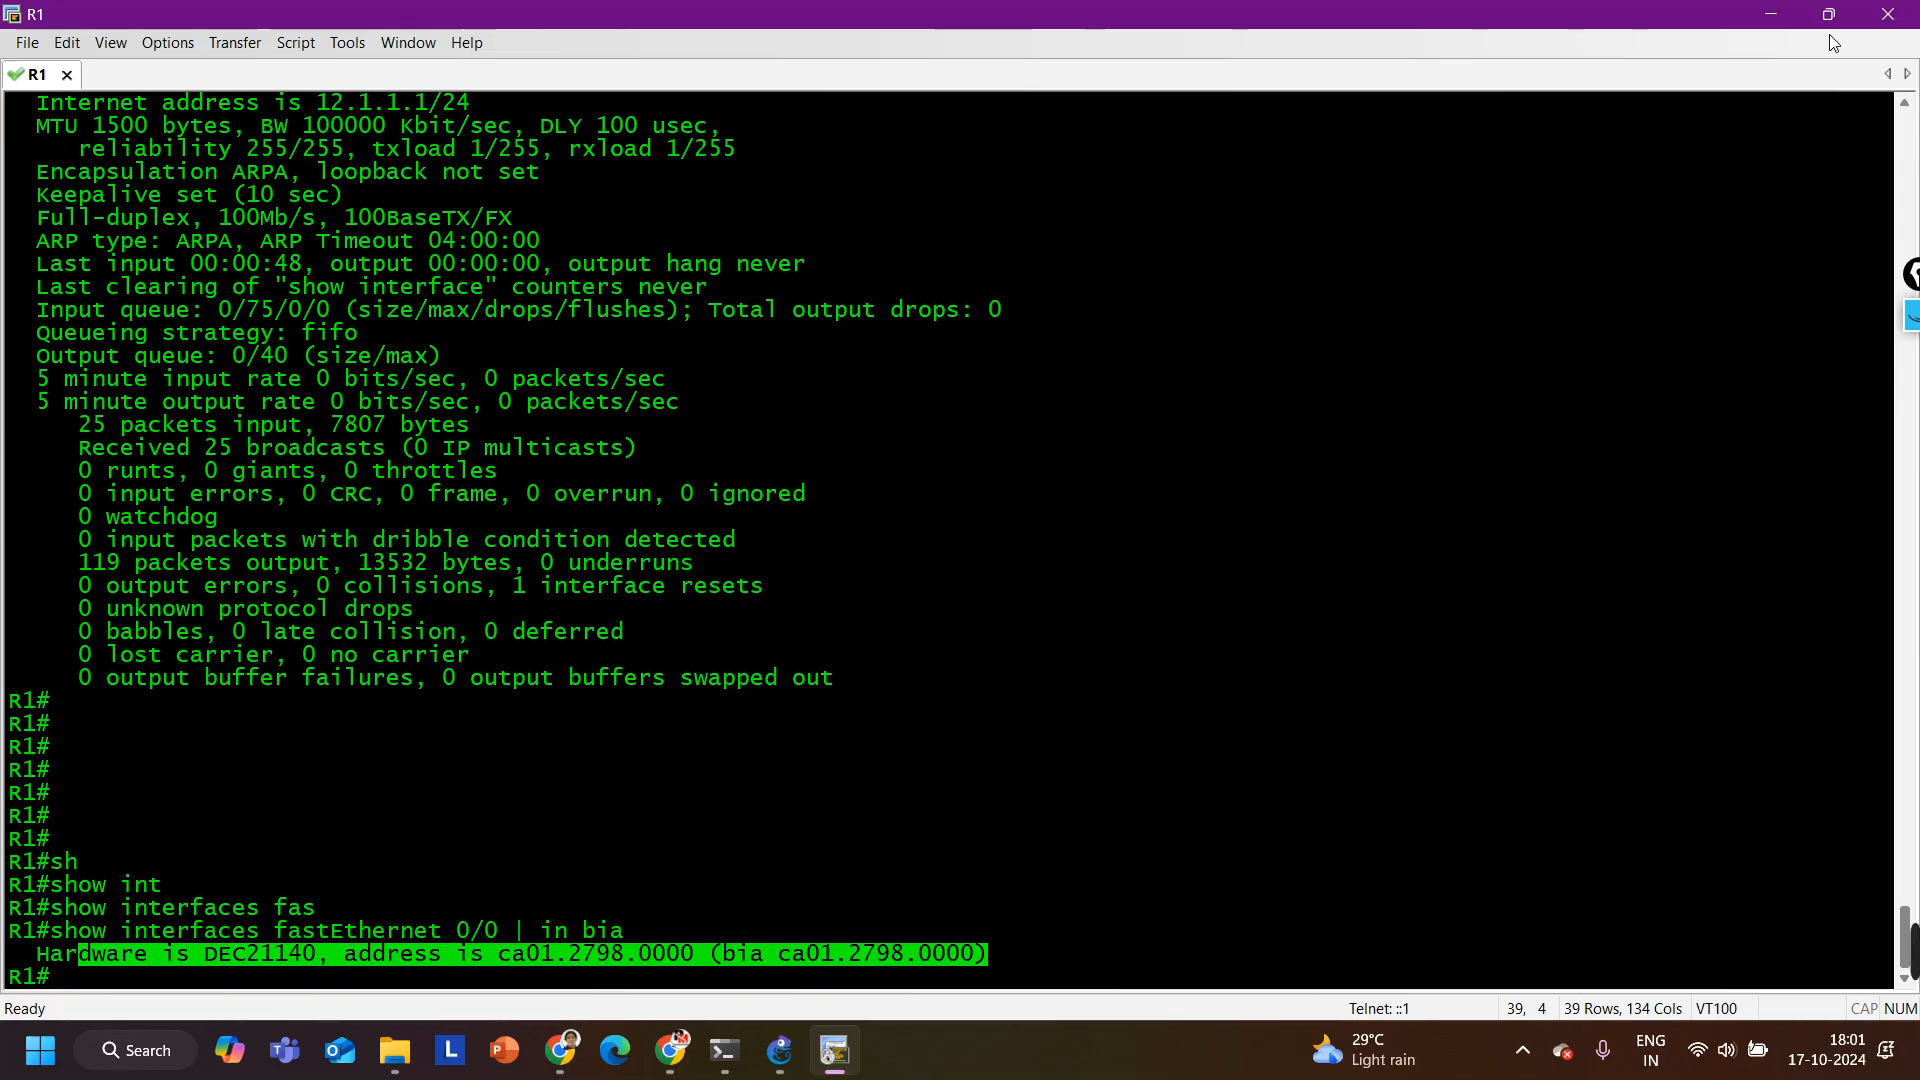 R1
File Edit View Options Transfer Script Tools Window Help
R1
Internet address is 12.1.1.1/24
MTU 1500 bytes, BW 100000 Kbit/sec, DLY 100 usec,
reliability 255/255, txload 1/255, rxload 1/255
Encapsulation ARPA, loopback not set
Keepalive set (10 sec)
Full-duplex, 100Mb/s, 100BaseTX/FX
ARP type: ARPA, ARP Timeout 04:00:00
Last input 00:00:48, output 00:00:00, output hang never
Last clearing of "show interface" counters never
Input queue: 0/75/0/0 (size/max/drops/flushes); Total output drops: 0
Queueing strategy: fifo
Output queue: 0/40 (size/max)
5 minute input rate 0 bits/sec, 0 packets/sec
5 minute output rate 0 bits/sec, 0 packets/sec
25 packets input, 7807 bytes
Received 25 broadcasts (0 IP multicasts)
0 runts, 0 giants, 0 throttles
0 input errors, 0 CRC, 0 frame, 0 overrun, 0 ignored
0 watchdog
0 input packets with dribble condition detected
119 packets output, 13532 bytes, 0 underruns
0 output errors, 0 collisions, 1 interface resets
0 unknown protocol drops
0 babbles, 0 late collision, 0 deferred
0 lost carrier, 0 no carrier
0 output buffer failures, 0 output buffers swapped out
R1#
R1#
R1#
R1#
R1#
R1#
R1#
R1#sh
R1#show int
R1#show interfaces fas
R1#show interfaces fastEthernet 0/0 | in bia
Hardware is DEC21140, address is ca01.2798.0000 (bia ca01.2798.0000)
R1#
Ready Telnet: ::1 39, 4 39 Rows, 134 Cols VT100 CAP NUM
Search 29°C Light rain ENG IN 18:01 17-10-2024